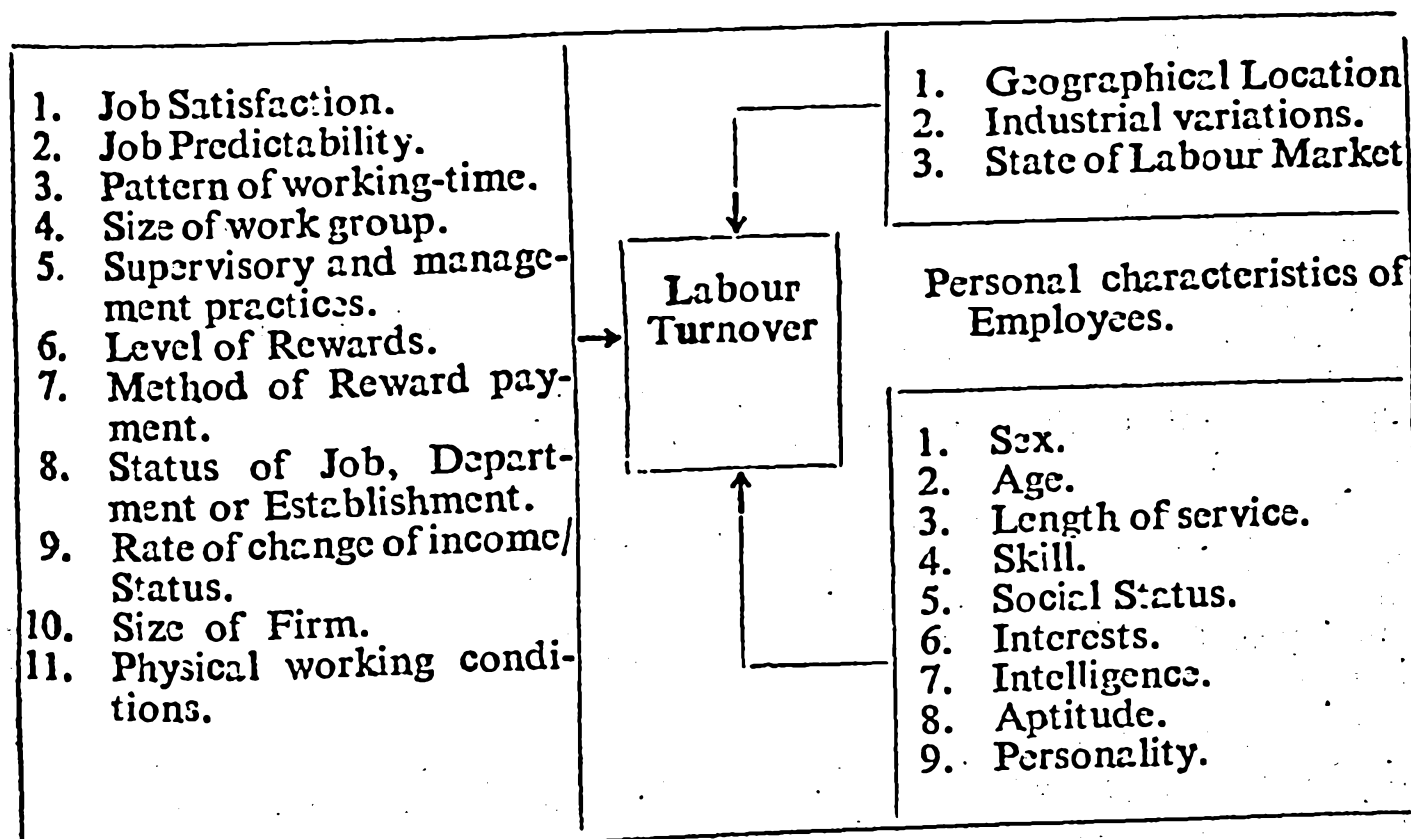 1. Job Satisfaction.
2. Job Predictability.
3. Pattern of working-time.
4. Size of work group.
5. Supervisory and manage-
ment practices.
6. Level of Rewards.
7. Method of Reward pay-
ment.
8. Status of Job, Depart-
ment or Establishment.
9. Rate of change of income/
Status.
10. Size of Firm.
11. Physical working condi-
tions.
Labour
Turnover
1. Geographical Location
2. Industrial variations.
3. State of Labour Market
Personal characteristics of
Employees.
1. Sex.
2. Age.
3. Length of service.
4. Skill.
5. Social Status.
6. Interests.
7. Intelligence.
8. Aptitude.
9. Personality.